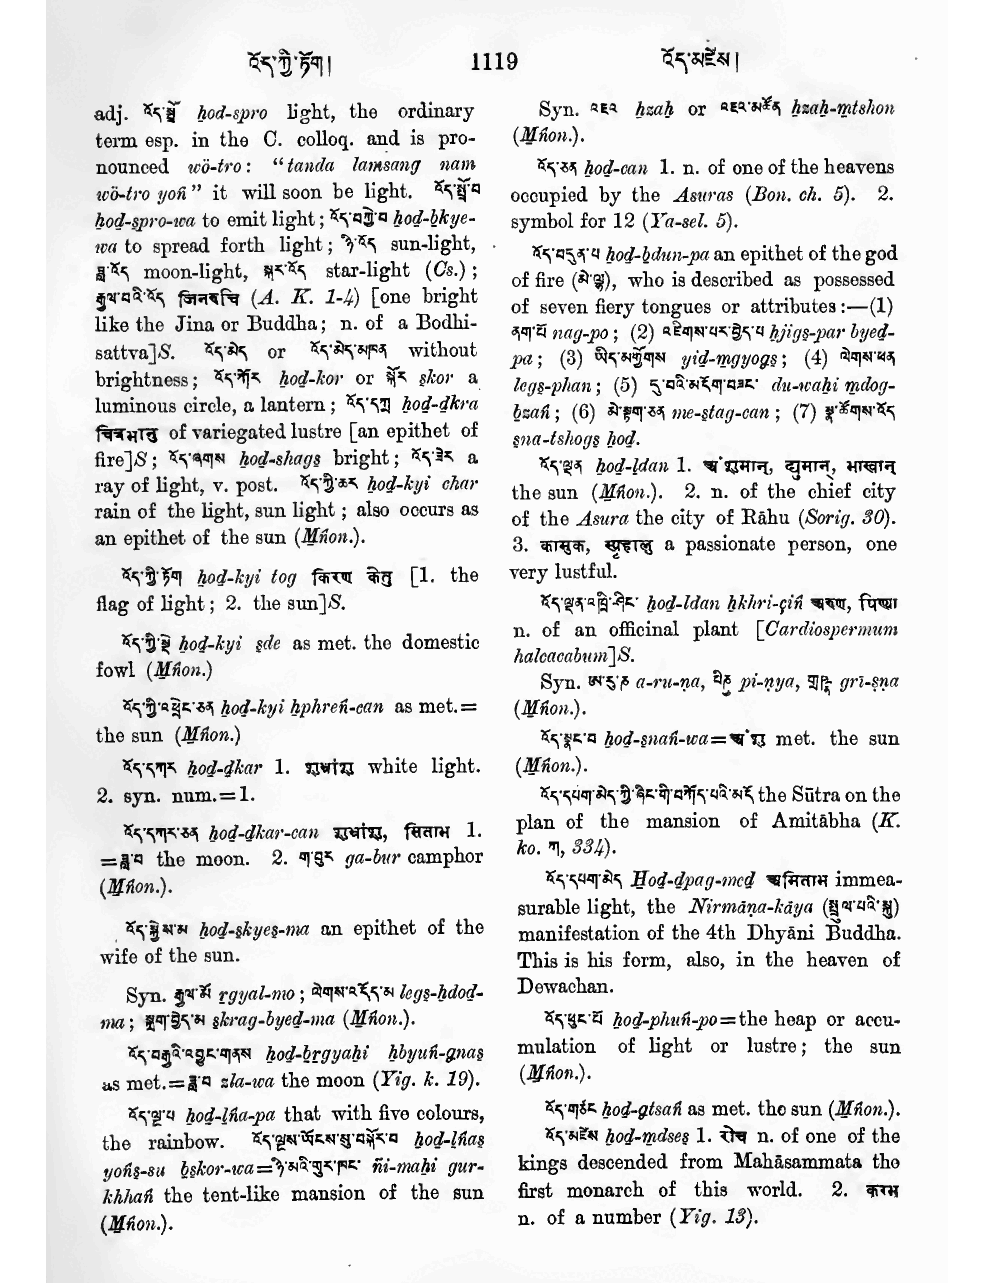 འོད་ཀྱི་ཏོག།
1119
འོད་མཛེས།
adj. འོད་སྤྲོ ḥod-spro light, the ordinary
term esp. in the C. colloq. and is pro-
nounced wö-tro: “tanda lamsang nam
wö-tro yoṅ” it will soon be light. འོད་སྤྲོ་བ
ḥod-spro-wa to emit light; འོད་བཀྱེ་བ ḥod-bkye-
wa to spread forth light; ཉི་འོད sun-light,
ཟླ་འོད moon-light, སྐར་འོད star-light (Cs.);
རྒྱལ་བའི་འོད जिनरुचि (A. K. 1-4) [one bright
like the Jina or Buddha; n. of a Bodhi-
sattva]S. འོད་མེད or འོད་མེད་མཁན without
brightness; འོད་ཀོར ḥod-kor or སྐོར skor a
luminous circle, a lantern; འོད་དཀྲ ḥod-dkra
चित्रभानु of variegated lustre [an epithet of
fire]S; འོད་ཞགས ḥod-shags bright; འོད་ཟེར a
ray of light, v. post. འོད་ཀྱི་ཆར ḥod-kyi char
rain of the light, sun light; also occurs as
an epithet of the sun (Mṅon.).
འོད་ཀྱི་ཏོག ḥod-kyi tog किरण केतु [1. the
flag of light; 2. the sun]S.
འོད་ཀྱི་སྡེ ḥod-kyi sde as met. the domestic
fowl (Mṅon.)
འོད་ཀྱི་འཕྲེང་ཅན ḥod-kyi ḥphreṅ-can as met.=
the sun (Mṅon.)
འོད་དཀར ḥod-dkar 1. शुभ्रांशु white light.
2. syn. num.=1.
འོད་དཀར་ཅན ḥod-dkar-can शुभ्रांशु, सिताभ 1.
=ཟླ་བ the moon. 2. ག་བུར ga-bur camphor
(Mṅon.).
འོད་སྐྱེས་མ ḥod-skyes-ma an epithet of the
wife of the sun.
Syn. རྒྱལ་མོ rgyal-mo; ལེགས་འདོད་མ legs-ḥdod-
ma; སྐྲག་བྱེད་མ skrag-byed-ma (Mṅon.).
འོད་བརྒྱའི་འབྱུང་གནས ḥod-brgyaḥi ḥbyuṅ-gnas
as met.=ཟླ་བ zla-wa the moon (Yig. k. 19).
འོད་ལྔ་པ ḥod-lṅa-pa that with five colours,
the rainbow. འོད་ལྔས་ཡོངས་སུ་བསྐོར་བ ḥod-lṅas
yoṅs-su bskor-wa=ཉི་མའི་གུར་ཁང་ ñi-maḥi gur-
khhaṅ the tent-like mansion of the sun
(Mṅon.).
Syn. འཛའ ḥzaḥ or འཛའ་མཚོན ḥzaḥ-mtshon
(Mṅon.).
འོད་ཅན ḥod-can 1. n. of one of the heavens
occupied by the Asuras (Bon. ch. 5). 2.
symbol for 12 (Ya-sel. 5).
འོད་བདུན་པ ḥod-bdun-pa an epithet of the god
of fire (མེ་ལྷ), who is described as possessed
of seven fiery tongues or attributes:—(1)
ནག་པོ nag-po; (2) འཇིགས་པར་བྱེད་པ ḥjigs-par byed-
pa; (3) ཡིད་མགྱོགས yid-mgyogs; (4) ལེགས་ཕན
legs-phan; (5) དུ་བའི་མདོག་བཟང་ du-waḥi mdog-
bzaṅ; (6) མེ་སྟག་ཅན me-stag-can; (7) སྣ་ཚོགས་འོད
sna-tshogs ḥod.
འོད་ལྡན ḥod-ldan 1. अंशुमान्, द्युमान्, भास्वान्
the sun (Mṅon.). 2. n. of the chief city
of the Asura the city of Rāhu (Sorig. 30).
3. कामुक, स्पृहालु a passionate person, one
very lustful.
འོད་ལྡན་འཁྲི་ཤིང་ ḥod-ldan ḥkhri-çiṅ अरुण, पिण्या
n. of an officinal plant [Cardiospermum
halcacabum]S.
Syn. ཨ་རུ་ཎ a-ru-ṇa, པིཎྱ pi-ṇya, གྲཱི་ཥྞ gri-ṣṇa
(Mṅon.).
འོད་སྣང་བ ḥod-snaṅ-wa=अंशु met. the sun
(Mṅon.).
འོད་དཔག་མེད་ཀྱི་ཞིང་གི་བཀོད་པའི་མདོ the Sūtra on the
plan of the mansion of Amitābha (K.
ko. ཀ, 334).
འོད་དཔག་མེད Ḥod-dpag-med अमिताभ immea-
surable light, the Nirmāṇa-kāya (སྤྲུལ་པའི་སྐུ)
manifestation of the 4th Dhyāni Buddha.
This is his form, also, in the heaven of
Dewachan.
འོད་ཕུང་པོ ḥod-phuṅ-po=the heap or accu-
mulation of light or lustre; the sun
(Mṅon.).
འོད་གཙང ḥod-gtsaṅ as met. the sun (Mṅon.).
འོད་མཛེས ḥod-mdses 1. रोच n. of one of the
kings descended from Mahāsammata the
first monarch of this world. 2. करभ
n. of a number (Yig. 13).